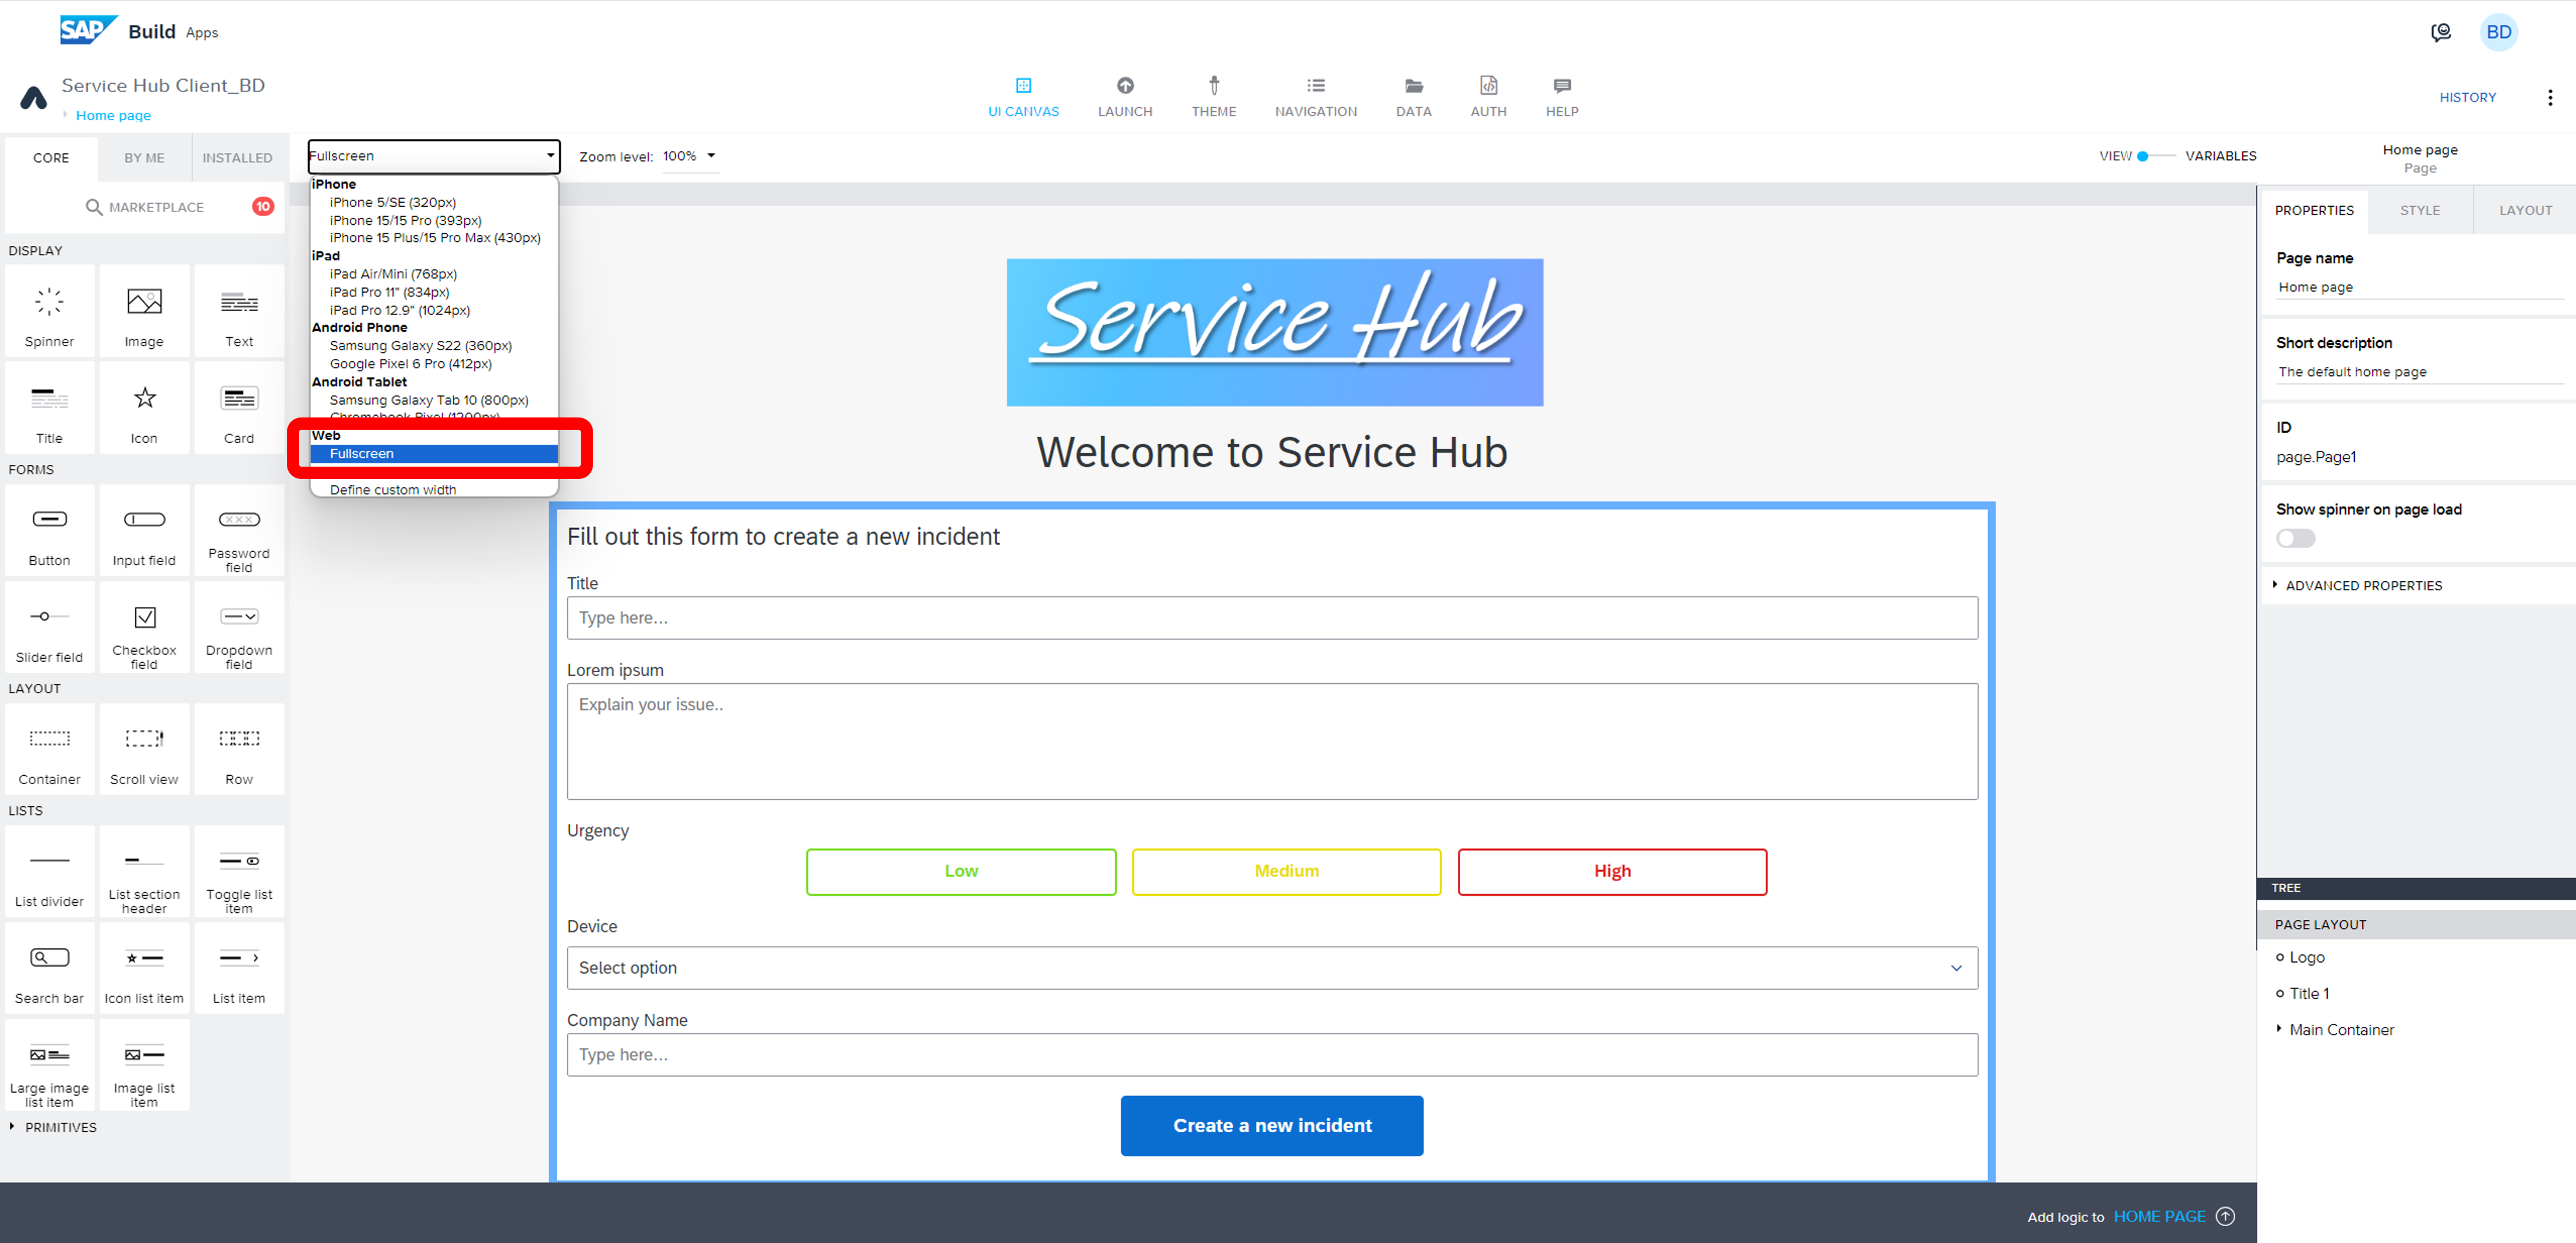 SAP Build Apps
BD
Service Hub Client_BD
Home page
UI CANVAS
LAUNCH
THEME
NAVIGATION
DATA
AUTH
HELP
HISTORY
CORE
BY ME
INSTALLED
Fullscreen
Zoom level: 100%
VIEW
VARIABLES
Home page
Page
MARKETPLACE
10
iPhone
iPhone 5/SE (320px)
iPhone 15/15 Pro (393px)
iPhone 15 Plus/15 Pro Max (430px)
iPad
iPad Air/Mini (768px)
iPad Pro 11" (834px)
iPad Pro 12.9" (1024px)
Android Phone
Samsung Galaxy S22 (360px)
Google Pixel 6 Pro (412px)
Android Tablet
Samsung Galaxy Tab 10 (800px)
Chromebook Pixel (1200px)
Web
Fullscreen
Define custom width
DISPLAY
Spinner
Image
Text
Title
Icon
Card
FORMS
Button
Input field
Password
field
Slider field
Checkbox
field
Dropdown
field
LAYOUT
Container
Scroll view
Row
LISTS
List divider
List section
header
Toggle list
item
Search bar
Icon list item
List item
Large image
list item
Image list
item
PRIMITIVES
Service Hub
Welcome to Service Hub
Fill out this form to create a new incident
Title
Type here...
Lorem ipsum
Explain your issue..
Urgency
Low
Medium
High
Device
Select option
Company Name
Type here...
Create a new incident
Add logic to HOME PAGE
PROPERTIES
STYLE
LAYOUT
Page name
Home page
Short description
The default home page
ID
page.Page1
Show spinner on page load
ADVANCED PROPERTIES
TREE
PAGE LAYOUT
Logo
Title 1
Main Container